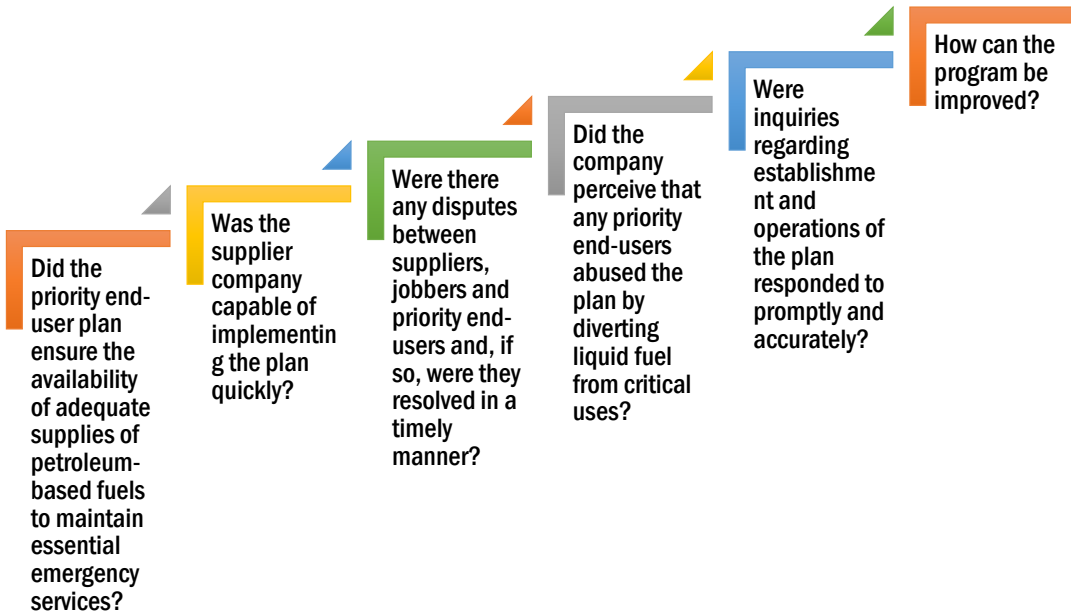 Did the
priority end-
user plan
ensure the
availability
of adequate
supplies of
petroleum-
based fuels
to maintain
essential
emergency
services?
Was the
supplier
company
capable of
implementin
g the plan
quickly?
Were there
any disputes
between
suppliers,
jobbers and
priority end-
users and, if
so, were they
resolved in a
timely
manner?
Did the
company
perceive that
any priority
end-users
abused the
plan by
diverting
liquid fuel
from critical
uses?
Were
inquiries
regarding
establishme
nt and
operations of
the plan
responded to
promptly and
accurately?
How can the
program be
improved?